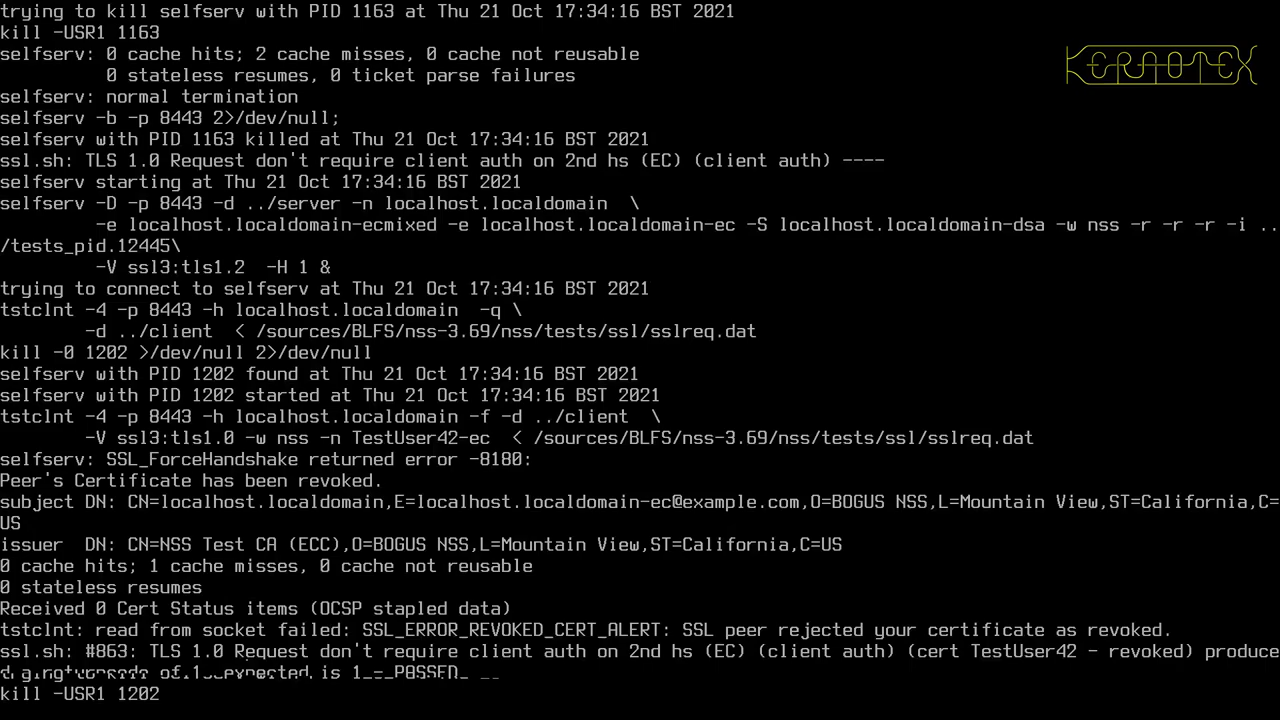 trying to kill selfserv with PID 1163 at Thu 21 Oct 17:34:16 BST 2021
kill -USR1 1163
selfserv: 0 cache hits; 2 cache misses, 0 cache not reusable
          0 stateless resumes, 0 ticket parse failures
selfserv: normal termination
selfserv -b -p 8443 2>/dev/null;
selfserv with PID 1163 killed at Thu 21 Oct 17:34:16 BST 2021
ssl.sh: TLS 1.0 Request don't require client auth on 2nd hs (EC) (client auth) ----
selfserv starting at Thu 21 Oct 17:34:16 BST 2021
selfserv -D -p 8443 -d ../server -n localhost.localdomain  \
         -e localhost.localdomain-ecmixed -e localhost.localdomain-ec -S localhost.localdomain-dsa -w nss -r -r -r -i ..
/tests_pid.12445\
         -V ssl3:tls1.2  -H 1 &
trying to connect to selfserv at Thu 21 Oct 17:34:16 BST 2021
tstclnt -4 -p 8443 -h localhost.localdomain  -q \
        -d ../client  < /sources/BLFS/nss-3.69/nss/tests/ssl/sslreq.dat
kill -0 1202 >/dev/null 2>/dev/null
selfserv with PID 1202 found at Thu 21 Oct 17:34:16 BST 2021
selfserv with PID 1202 started at Thu 21 Oct 17:34:16 BST 2021
tstclnt -4 -p 8443 -h localhost.localdomain -f -d ../client  \
        -V ssl3:tls1.0 -w nss -n TestUser42-ec  < /sources/BLFS/nss-3.69/nss/tests/ssl/sslreq.dat
selfserv: SSL_ForceHandshake returned error -8180:
Peer's Certificate has been revoked.
subject DN: CN=localhost.localdomain,E=localhost.localdomain-ec@example.com,O=BOGUS NSS,L=Mountain View,ST=California,C=
US
issuer  DN: CN=NSS Test CA (ECC),O=BOGUS NSS,L=Mountain View,ST=California,C=US
0 cache hits; 1 cache misses, 0 cache not reusable
0 stateless resumes
Received 0 Cert Status items (OCSP stapled data)
tstclnt: read from socket failed: SSL_ERROR_REVOKED_CERT_ALERT: SSL peer rejected your certificate as revoked.
ssl.sh: #863: TLS 1.0 Request don't require client auth on 2nd hs (EC) (client auth) (cert TestUser42 - revoked) produce
of 1, expected is 1 - PASSED
kill -USR1 1202